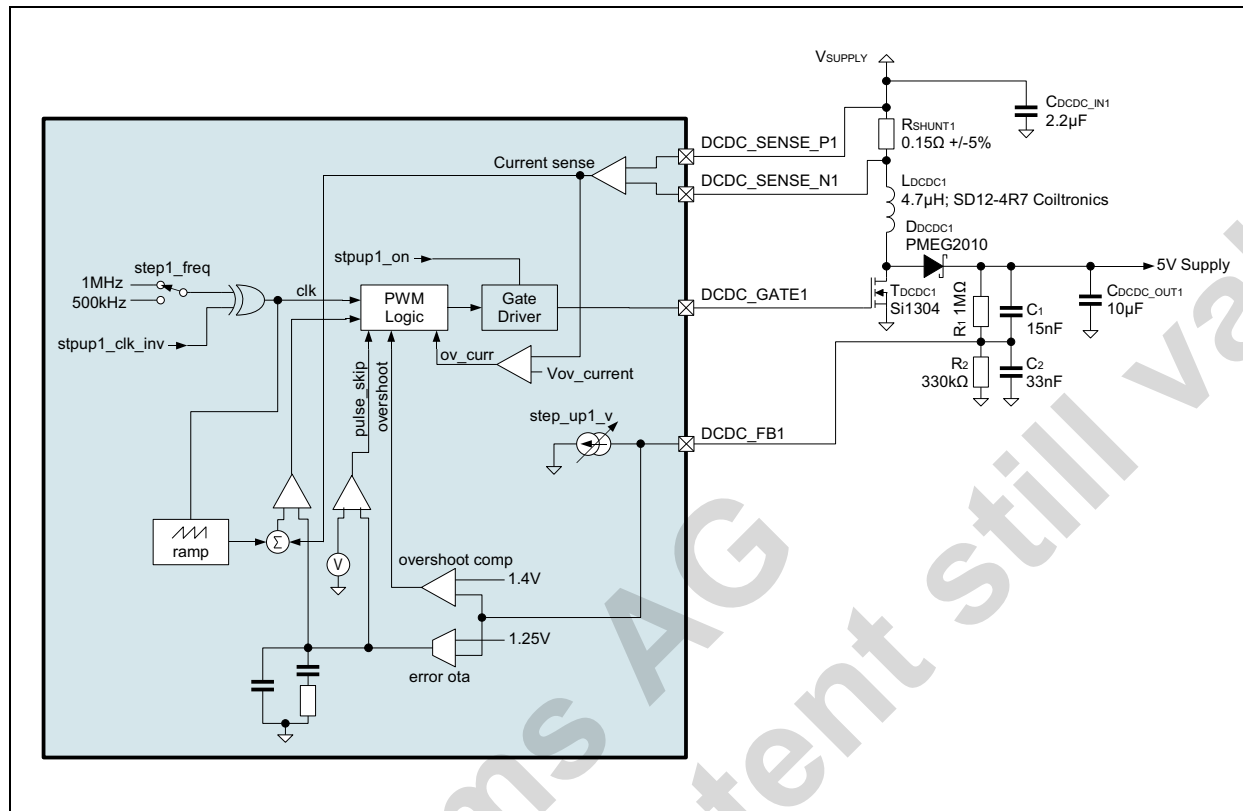 VSUPPLY
CDCDC_IN1
2.2µF
RSHUNT1
0.15Ω +/-5%
DCDC_SENSE_P1
Current sense
DCDC_SENSE_N1
LDCDC1
4.7µH; SD12-4R7 Coiltronics
DDCDC1
PMEG2010
step1_freq
stpup1_on
1MHz
clk
500kHz
PWM
Logic
Gate
Driver
DCDC_GATE1
TDCDC1
Si1304
5V Supply
R1 1MΩ
C1
15nF
CDCDC_OUT1
10µF
stpup1_clk_inv
ov_curr
Vov_current
pulse_skip
overshoot
R2
330kΩ
C2
33nF
step_up1_v
DCDC_FB1
ramp
Σ
V
overshoot comp
1.4V
1.25V
error ota
ms AG
tent still val